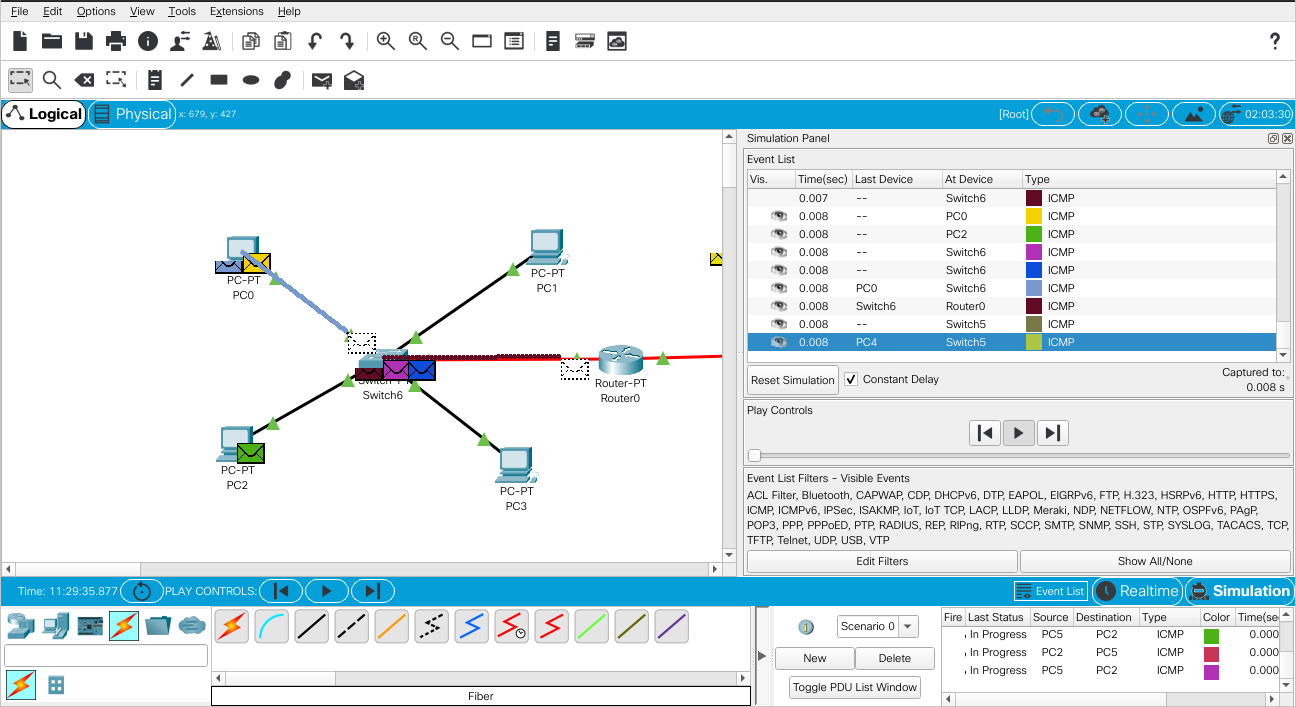 File Edit Options View Tools Extensions Help
?
Logical Physical x: 679, y: 427 [Root] 02:03:30
Simulation Panel
Event List
Vis. Time(sec) Last Device At Device Type
0.007 -- Switch6 ICMP
0.008 -- PC0 ICMP
0.008 -- PC2 ICMP
0.008 -- Switch6 ICMP
0.008 -- Switch6 ICMP
0.008 PC0 Switch6 ICMP
0.008 Switch6 Router0 ICMP
0.008 -- Switch5 ICMP
0.008 PC4 Switch5 ICMP
Reset Simulation Constant Delay Captured to:
0.008 s
Play Controls
Event List Filters - Visible Events
ACL Filter, Bluetooth, CAPWAP, CDP, DHCPv6, DTP, EAPOL, EIGRPv6, FTP, H.323, HSRPv6, HTTP, HTTPS,
ICMP, ICMPv6, IPSec, ISAKMP, IoT, IoT TCP, LACP, LLDP, Meraki, NDP, NETFLOW, NTP, OSPFv6, PAgP,
POP3, PPP, PPPoED, PTP, RADIUS, REP, RIPng, RTP, SCCP, SMTP, SNMP, SSH, STP, SYSLOG, TACACS, TCP,
TFTP, Telnet, UDP, USB, VTP
Edit Filters Show All/None
PC-PT
PC0
PC-PT
PC1
Switch6
Router-PT
Router0
PC-PT
PC2
PC-PT
PC3
Time: 11:29:35.877 PLAY CONTROLS: Event List Realtime Simulation
Fiber
Scenario 0
New Delete
Toggle PDU List Window
Fire Last Status Source Destination Type Color Time(sec
In Progress PC5 PC2 ICMP 0.000
In Progress PC2 PC5 ICMP 0.000
In Progress PC5 PC2 ICMP 0.000